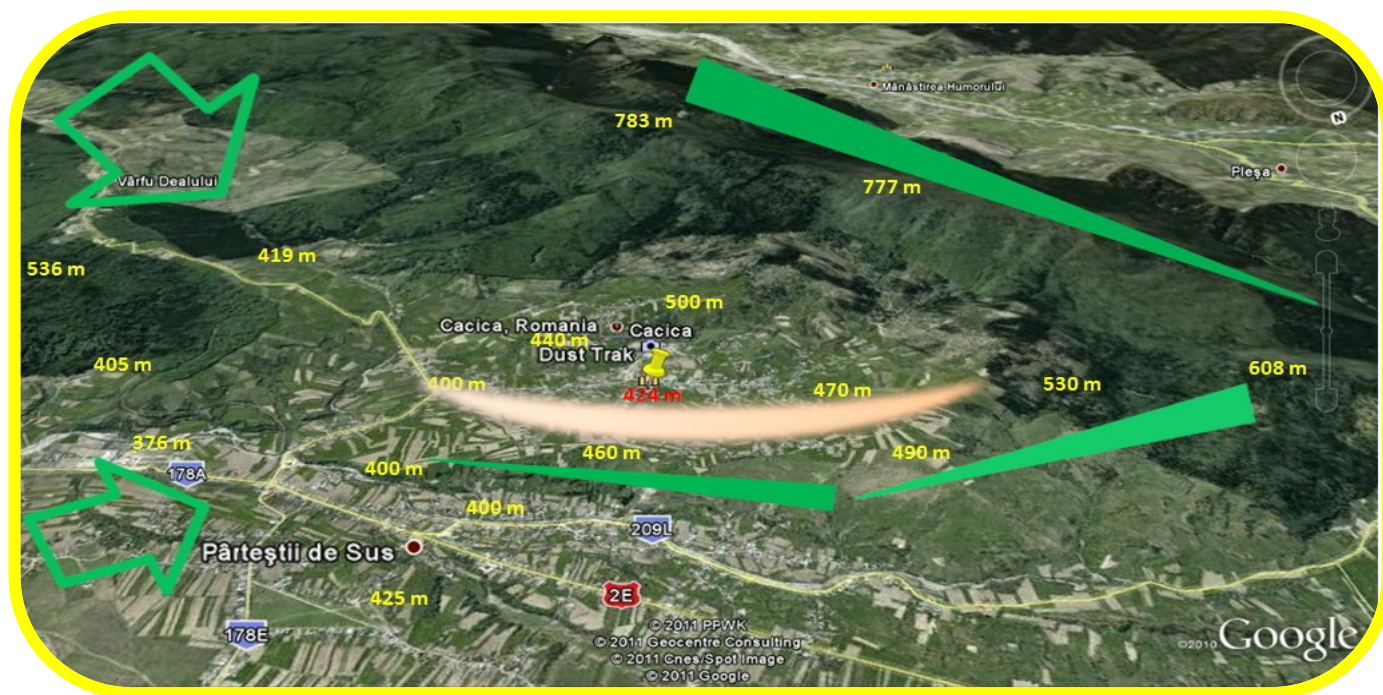 Mânăstirea Humorului
783 m
Pleşa
Vârfu Dealului
777 m
N
419 m
536 m
500 m
Cacica, Romania
Cacica
440 m
Dust Trak
405 m
608 m
400 m
424 m
470 m
530 m
376 m
178A
400 m
460 m
490 m
400 m
209L
Pârteştii de Sus
425 m
2E
178E
© 2011 PPWK
© 2011 Geocentre Consulting
© 2011 Cnes/Spot Image
© 2011 Google
©2010 Google